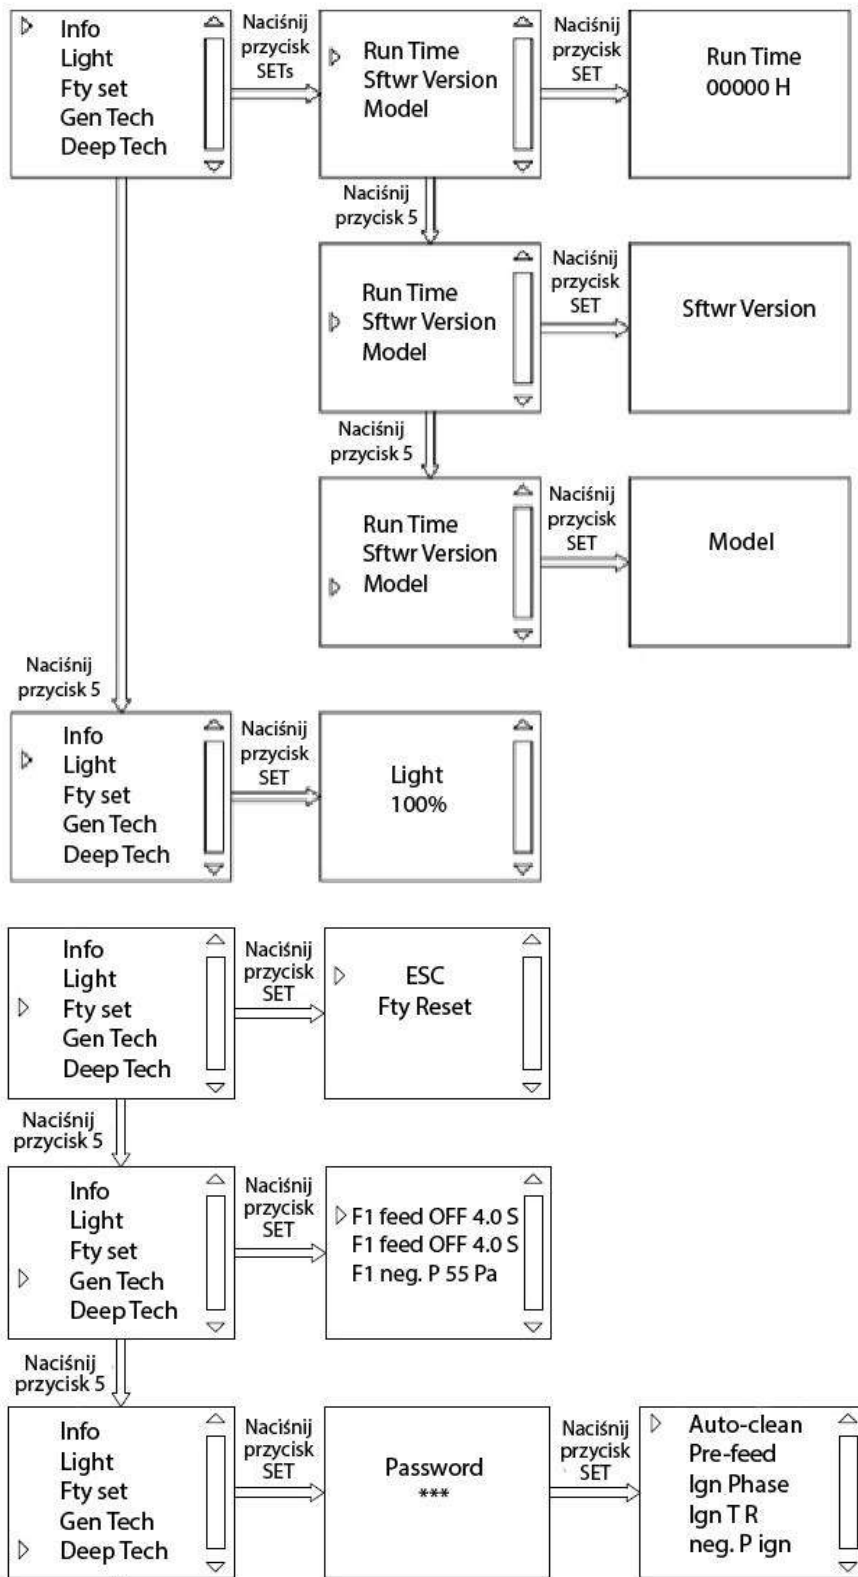 Info
Light
Fty set
Gen Tech
Deep Tech
Naciśnij
przycisk
SETs
Run Time
Sftwr Version
Model
Naciśnij
przycisk
SET
Run Time
00000 H
Naciśnij
przycisk 5
Run Time
Sftwr Version
Model
Naciśnij
przycisk
SET
Sftwr Version
Naciśnij
przycisk 5
Run Time
Sftwr Version
Model
Naciśnij
przycisk
SET
Model
Naciśnij
przycisk 5
Info
Light
Fty set
Gen Tech
Deep Tech
Naciśnij
przycisk
SET
Light
100%
Info
Light
Fty set
Gen Tech
Deep Tech
Naciśnij
przycisk
SET
ESC
Fty Reset
Naciśnij
przycisk 5
Info
Light
Fty set
Gen Tech
Deep Tech
Naciśnij
przycisk
SET
F1 feed OFF 4.0 S
F1 feed OFF 4.0 S
F1 neg. P 55 Pa
Naciśnij
przycisk 5
Info
Light
Fty set
Gen Tech
Deep Tech
Naciśnij
przycisk
SET
Password
***
Naciśnij
przycisk
SET
Auto-clean
Pre-feed
Ign Phase
Ign T R
neg. P ign